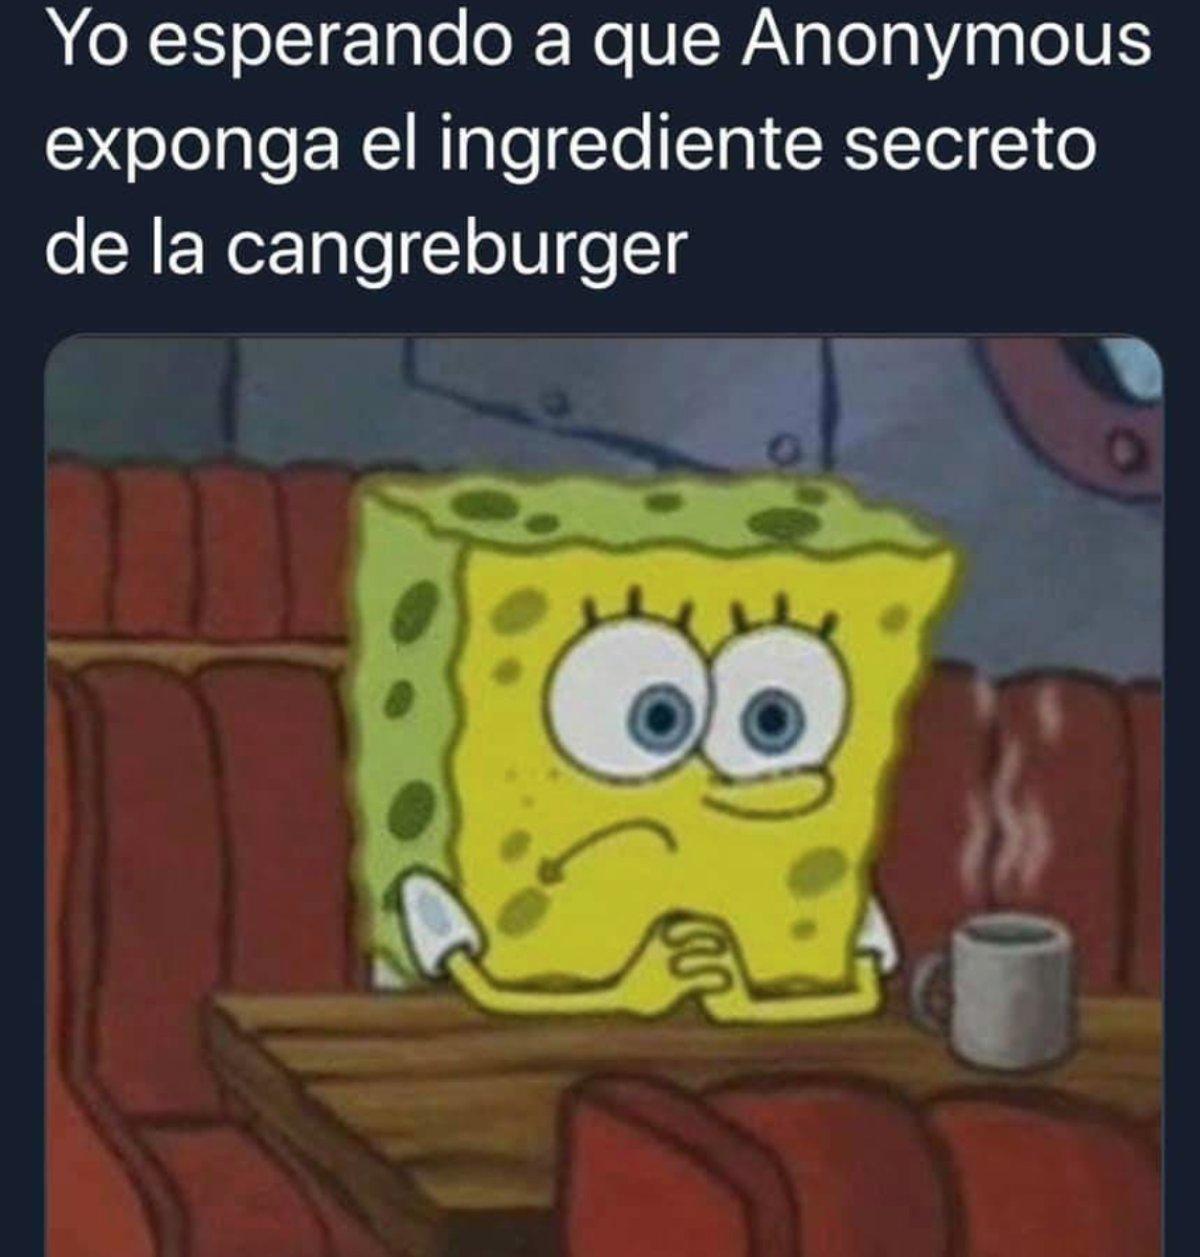 Yo esperando a que Anonymous
exponga el ingrediente secreto
de la cangreburger